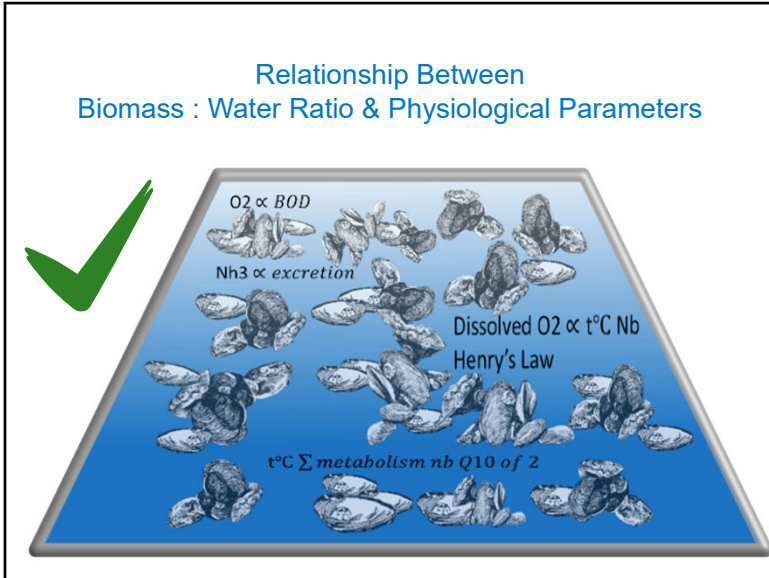 Relationship Between
Biomass : Water Ratio & Physiological Parameters
O2 ∝ BOD
Nh3 ∝ excretion
Dissolved O2 ∝ t°C Nb
Henry's Law
t°C ∑ metabolism nb Q10 of 2